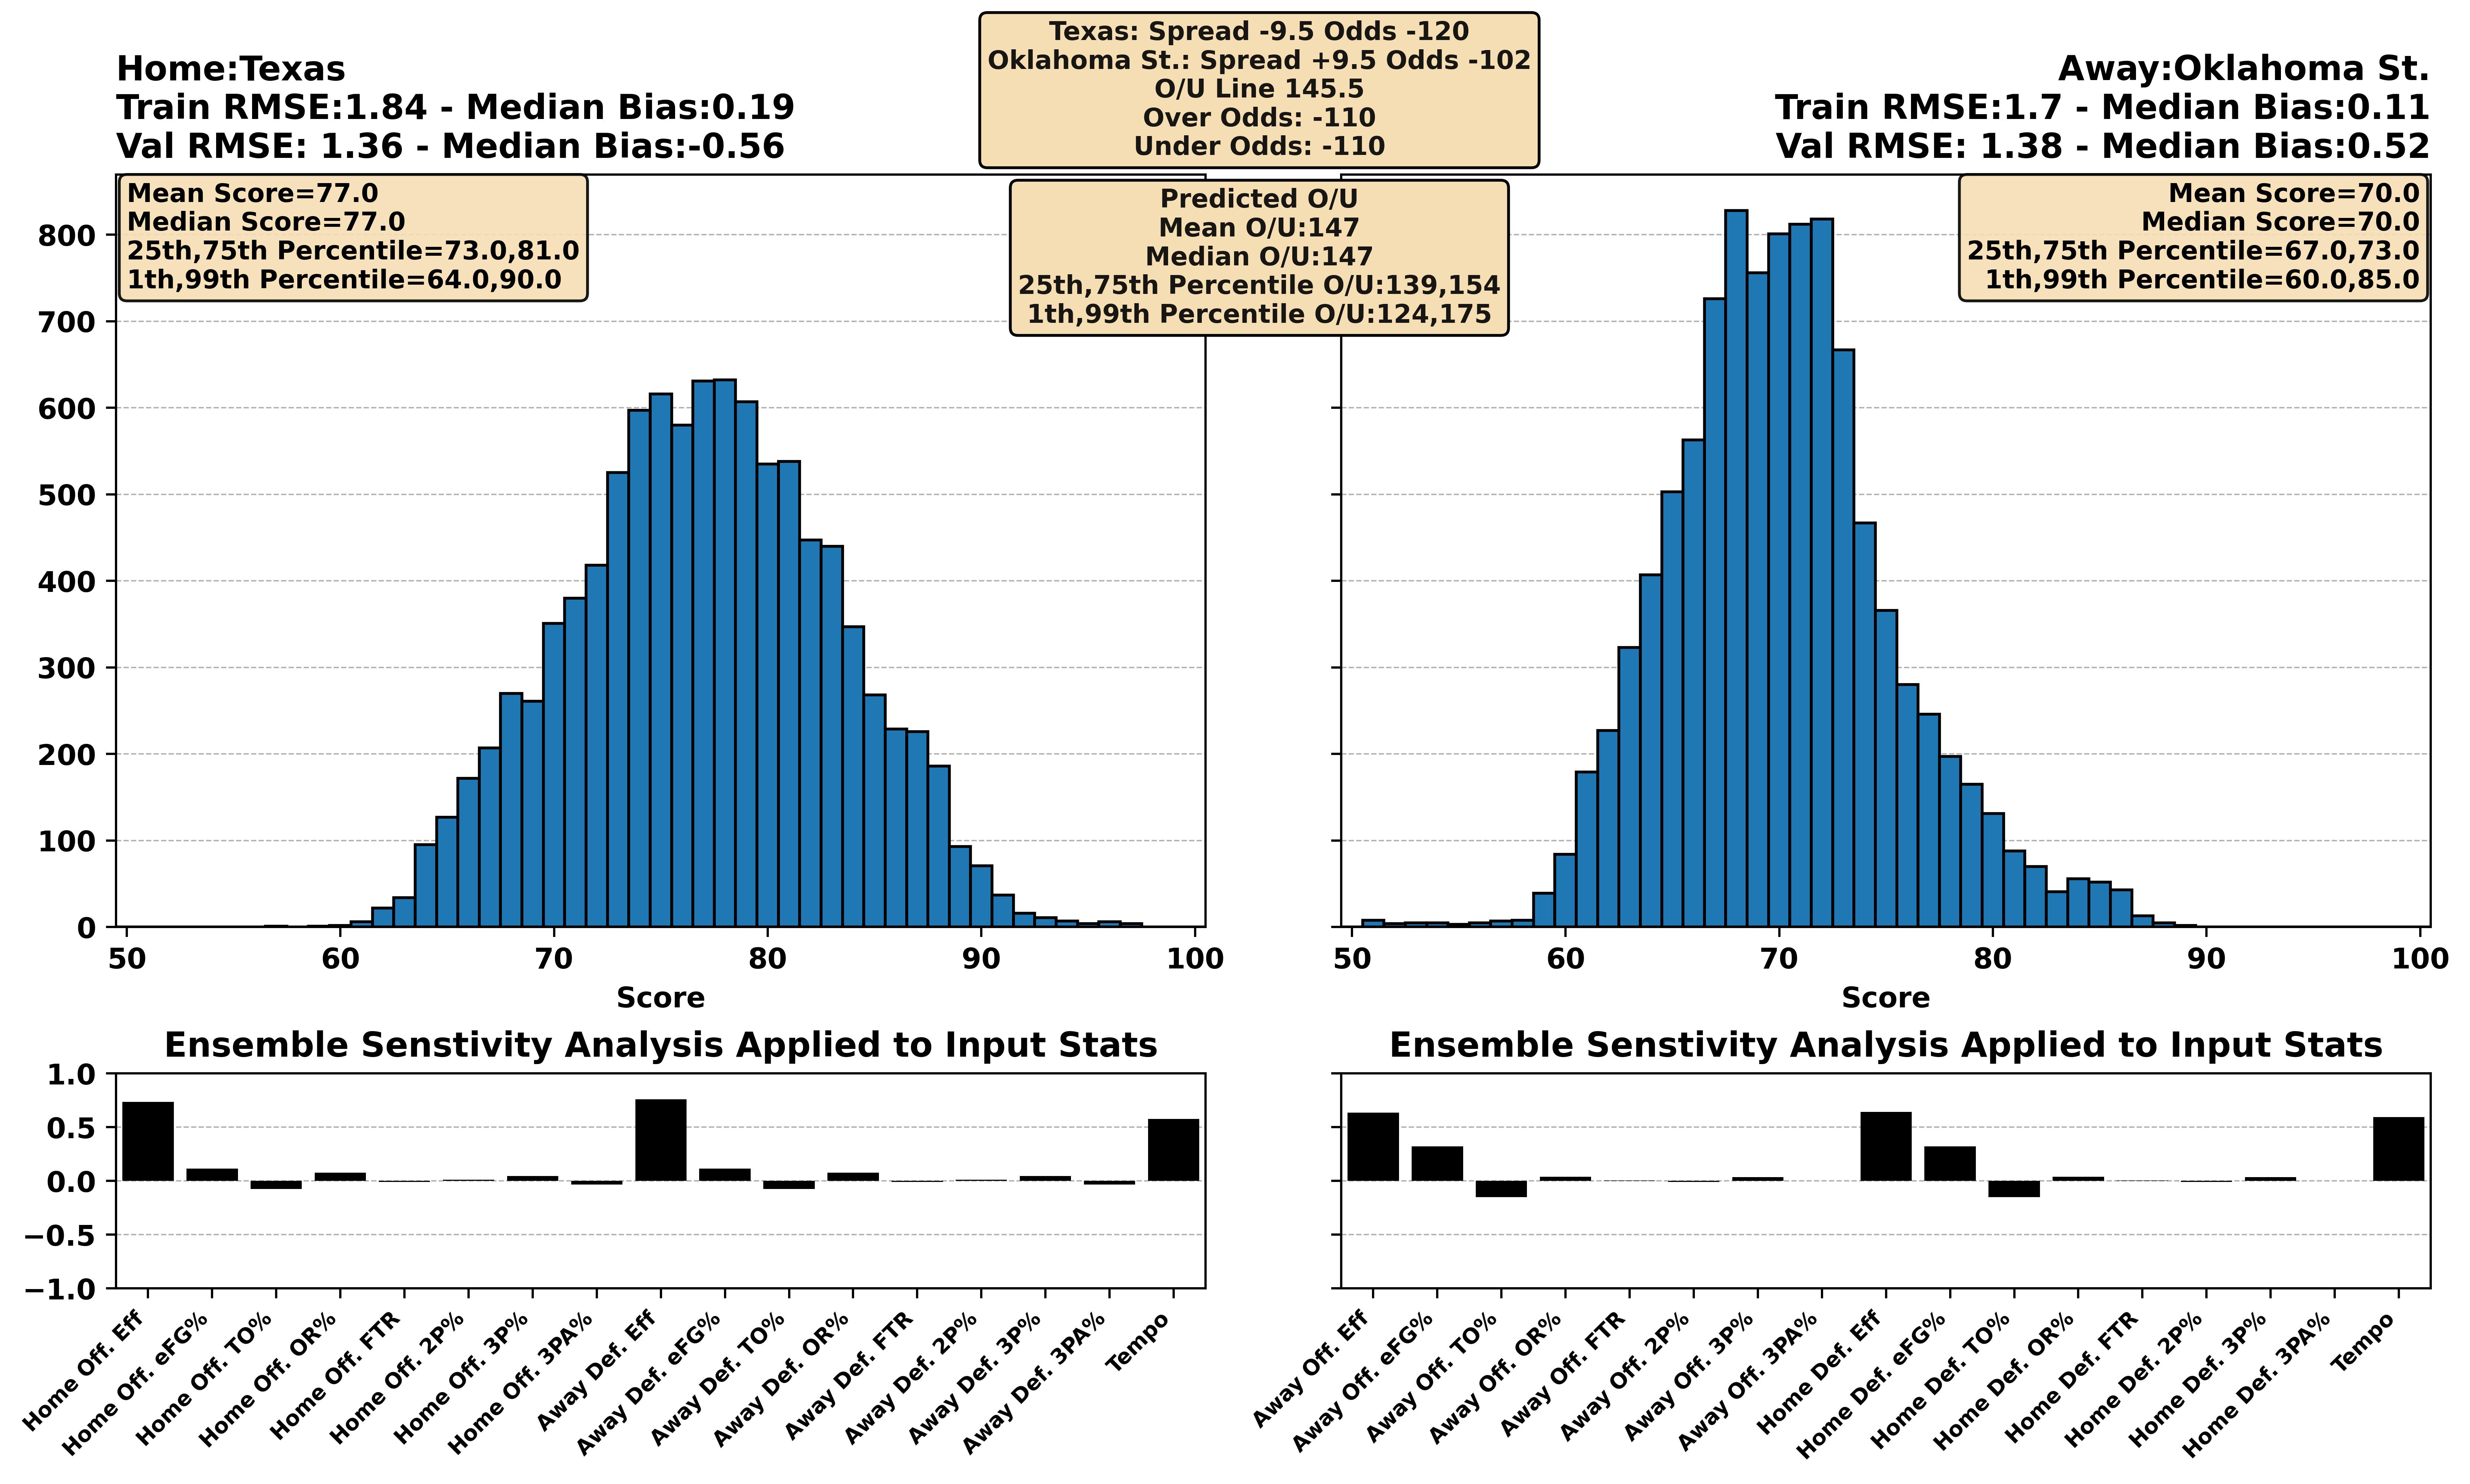 Texas: Spread -9.5 Odds -120
Oklahoma St.: Spread +9.5 Odds -102
O/U Line 145.5
Over Odds: -110
Under Odds: -110
Home:Texas
Train RMSE:1.84 - Median Bias:0.19
Val RMSE: 1.36 - Median Bias:-0.56
Away:Oklahoma St.
Train RMSE:1.7 - Median Bias:0.11
Val RMSE: 1.38 - Median Bias:0.52
Mean Score=77.0
Median Score=77.0
25th,75th Percentile=73.0,81.0
1th,99th Percentile=64.0,90.0
Predicted O/U
Mean O/U:147
Median O/U:147
25th,75th Percentile O/U:139,154
1th,99th Percentile O/U:124,175
Mean Score=70.0
Median Score=70.0
25th,75th Percentile=67.0,73.0
1th,99th Percentile=60.0,85.0
800
700
600
500
400
300
200
100
0
50 60 70 80 90 100
Score
50 60 70 80 90 100
Score
Ensemble Senstivity Analysis Applied to Input Stats
1.0
0.5
0.0
−0.5
−1.0
Home Off. Eff
Home Off. eFG%
Home Off. TO%
Home Off. OR%
Home Off. FTR
Home Off. 2P%
Home Off. 3P%
Home Off. 3PA%
Away Def. Eff
Away Def. eFG%
Away Def. TO%
Away Def. OR%
Away Def. FTR
Away Def. 2P%
Away Def. 3P%
Away Def. 3PA%
Tempo
Ensemble Senstivity Analysis Applied to Input Stats
Away Off. Eff
Away Off. eFG%
Away Off. TO%
Away Off. OR%
Away Off. FTR
Away Off. 2P%
Away Off. 3P%
Away Off. 3PA%
Home Def. Eff
Home Def. eFG%
Home Def. TO%
Home Def. OR%
Home Def. FTR
Home Def. 2P%
Home Def. 3P%
Home Def. 3PA%
Tempo